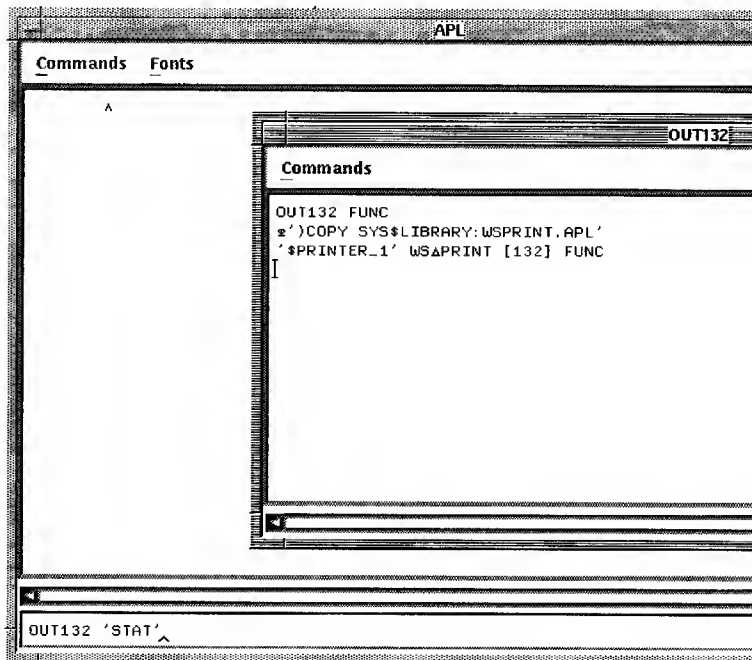 APL
Commands Fonts
OUT132
Commands
OUT132 FUNC
⍎')COPY SYS$LIBRARY:WSPRINT.APL'
'$PRINTER_1' WS∆PRINT [132] FUNC
OUT132 'STAT'